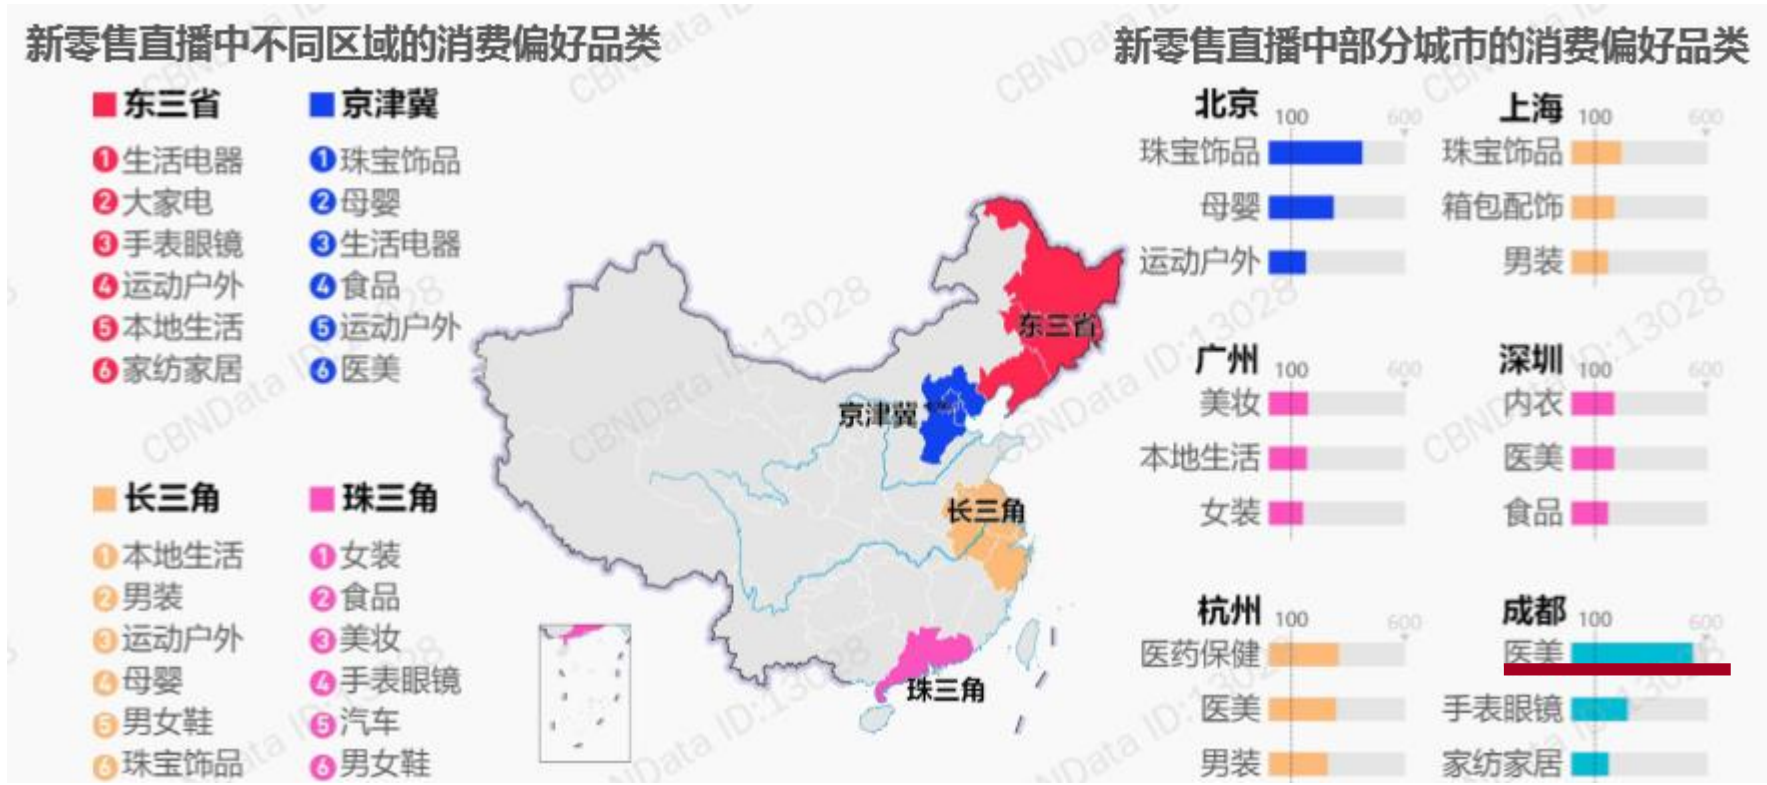 新零售直播中不同区域的消费偏好品类
东三省
1 生活电器
2 大家电
3 手表眼镜
4 运动户外
5 本地生活
6 家纺家居
京津冀
1 珠宝饰品
2 母婴
3 生活电器
4 食品
5 运动户外
6 医美
长三角
1 本地生活
2 男装
3 运动户外
4 母婴
5 男女鞋
6 珠宝饰品
珠三角
1 女装
2 食品
3 美妆
4 手表眼镜
5 汽车
6 男女鞋
东三省
京津冀
长三角
珠三角
新零售直播中部分城市的消费偏好品类
北京 100 600
珠宝饰品
母婴
运动户外
上海 100 600
珠宝饰品
箱包配饰
男装
广州 100 600
美妆
本地生活
女装
深圳 100 600
内衣
医美
食品
杭州 100 600
医药保健
医美
男装
成都 100 600
医美
手表眼镜
家纺家居
CBNData ID:13028